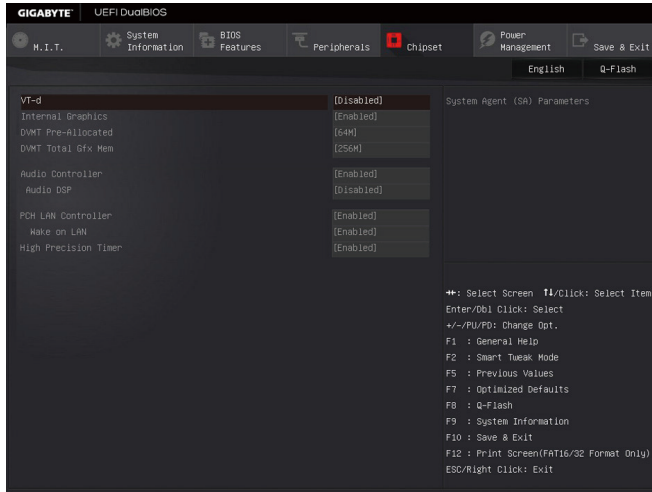 GIGABYTE™ UEFI DualBIOS
M.I.T.
System Information
BIOS Features
Peripherals
Chipset
Power Management
Save & Exit
English Q-Flash
VT-d [Disabled]
Internal Graphics [Enabled]
DVMT Pre-Allocated [64M]
DVMT Total Gfx Mem [256M]
Audio Controller [Enabled]
Audio DSP [Disabled]
PCH LAN Controller [Enabled]
Wake on LAN [Enabled]
High Precision Timer [Enabled]
System Agent (SA) Parameters
→←: Select Screen ↑↓/Click: Select Item
Enter/Dbl Click: Select
+/-/PU/PD: Change Opt.
F1 : General Help
F2 : Smart Tweak Mode
F5 : Previous Values
F7 : Optimized Defaults
F8 : Q-Flash
F9 : System Information
F10 : Save & Exit
F12 : Print Screen(FAT16/32 Format Only)
ESC/Right Click: Exit